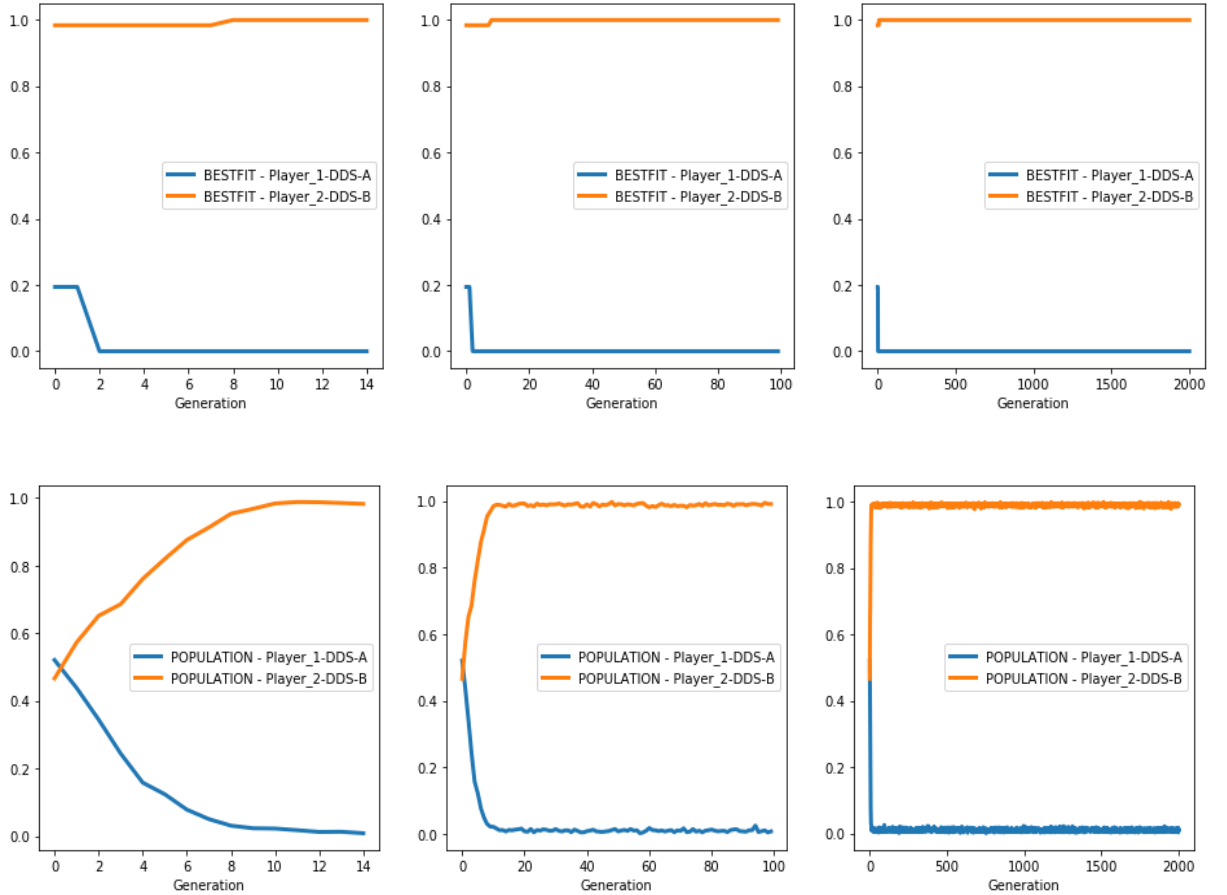 1.0
0.8
0.6
0.4
0.2
0.0
BESTFIT - Player_1-DDS-A
BESTFIT - Player_2-DDS-B
0 2 4 6 8 10 12 14
Generation
1.0
0.8
0.6
0.4
0.2
0.0
BESTFIT - Player_1-DDS-A
BESTFIT - Player_2-DDS-B
0 20 40 60 80 100
Generation
1.0
0.8
0.6
0.4
0.2
0.0
BESTFIT - Player_1-DDS-A
BESTFIT - Player_2-DDS-B
0 500 1000 1500 2000
Generation
1.0
0.8
0.6
0.4
0.2
0.0
POPULATION - Player_1-DDS-A
POPULATION - Player_2-DDS-B
0 2 4 6 8 10 12 14
Generation
1.0
0.8
0.6
0.4
0.2
0.0
POPULATION - Player_1-DDS-A
POPULATION - Player_2-DDS-B
0 20 40 60 80 100
Generation
1.0
0.8
0.6
0.4
0.2
0.0
POPULATION - Player_1-DDS-A
POPULATION - Player_2-DDS-B
0 500 1000 1500 2000
Generation